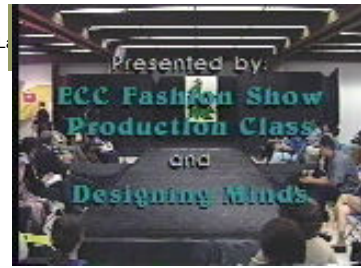 Presented by:
ECC Fashion Show
Production Class
and
Designing Minds